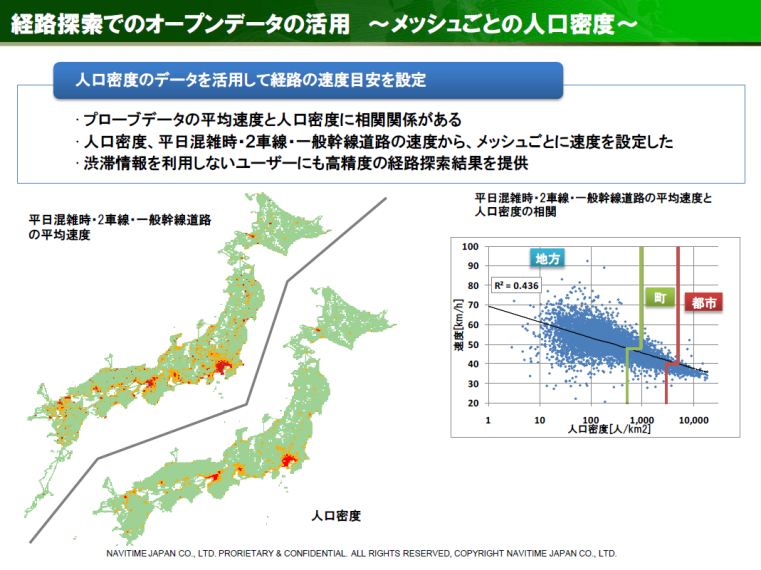 経路探索でのオープンデータの活用 ～メッシュごとの人口密度～
人口密度のデータを活用して経路の速度目安を設定
・プローブデータの平均速度と人口密度に相関関係がある
・人口密度、平日混雑時・2車線・一般幹線道路の速度から、メッシュごとに速度を設定した
・渋滞情報を利用しないユーザーにも高精度の経路探索結果を提供
平日混雑時・2車線・一般幹線道路
の平均速度
平日混雑時・2車線・一般幹線道路の平均速度と
人口密度の相関
100
90
80
70
60
50
40
30
20
速度[km/h]
地方
R² = 0.436
町
都市
1
10
100
1,000
10,000
人口密度[人/km2]
人口密度
NAVITIME JAPAN CO., LTD. PRORIETARY & CONFIDENTIAL. ALL RIGHTS RESERVED, COPYRIGHT NAVITIME JAPAN CO., LTD.